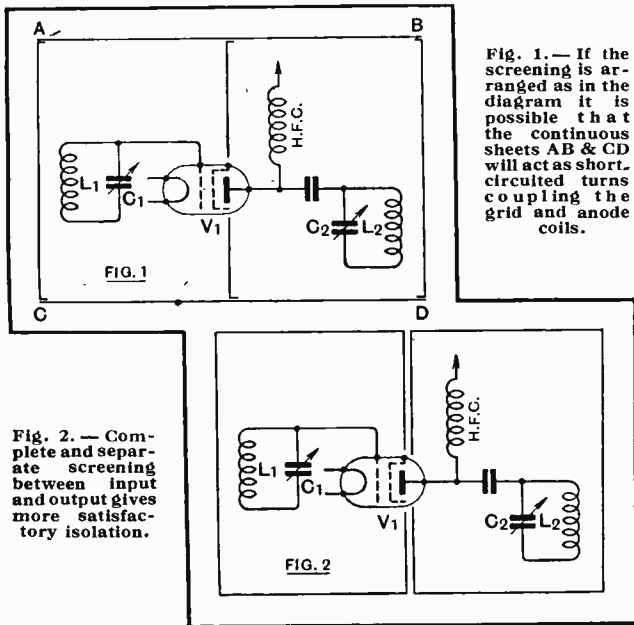 A
B
H.F.C.
L1
C1
V1
C2
L2
FIG. 1
C
D
Fig. 1.— If the
screening is ar-
ranged as in the
diagram it is
possible that
the continuous
sheets AB & CD
will act as short-
circuited turns
coupling the
grid and anode
coils.
Fig. 2. — Com-
plete and separ-
ate screening
between input
and output gives
more satisfac-
tory isolation.
H.F.C.
L1
C1
V1
C2
L2
FIG. 2